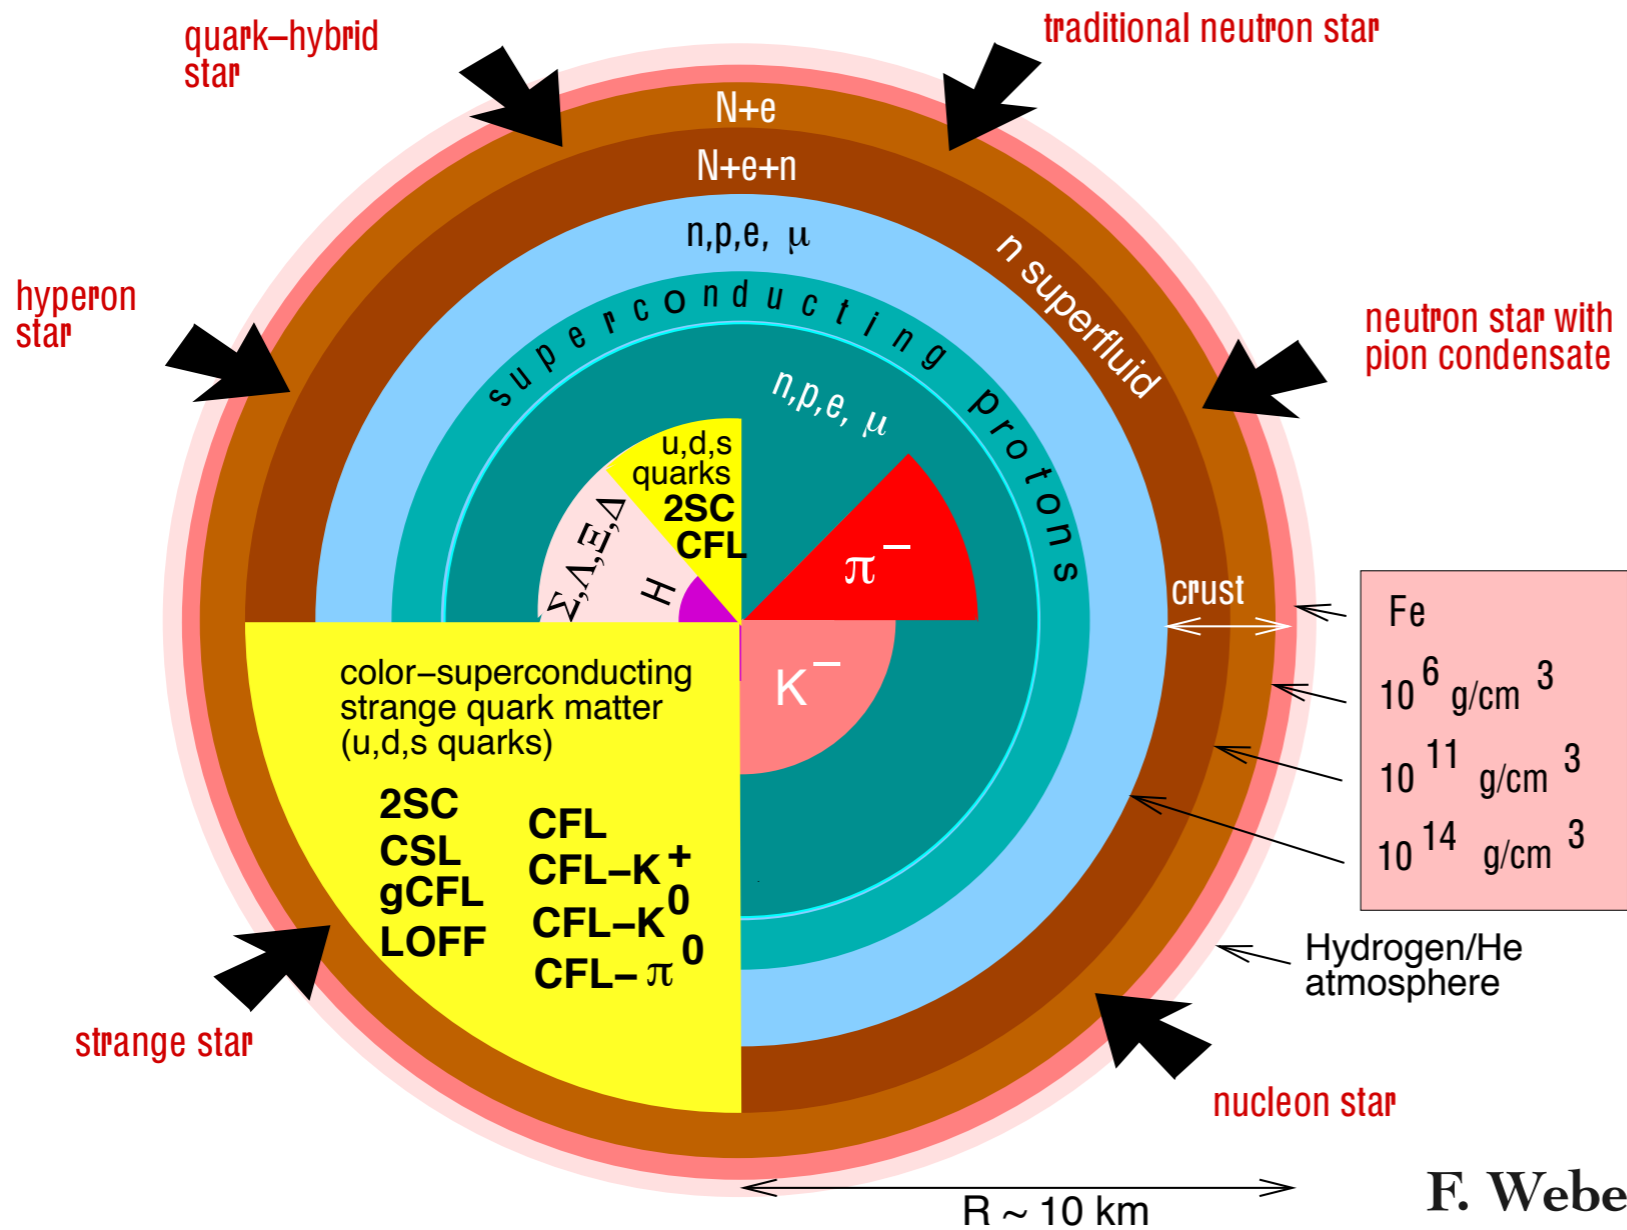 quark–hybrid
star
traditional neutron star
N+e
N+e+n
n,p,e, μ
n superfluid
hyperon
star
neutron star with
pion condensate
superconducting protons
n,p,e, μ
u,d,s
quarks
2SC
CFL
Σ,Λ,Ξ,Δ
H
π⁻
K⁻
crust
Fe
10⁶ g/cm³
10¹¹ g/cm³
10¹⁴ g/cm³
color–superconducting
strange quark matter
(u,d,s quarks)
2SC
CSL
gCFL
LOFF
CFL
CFL–K⁺
CFL–K⁰
CFL–π⁰
Hydrogen/He
atmosphere
strange star
nucleon star
R ~ 10 km
F. Webe